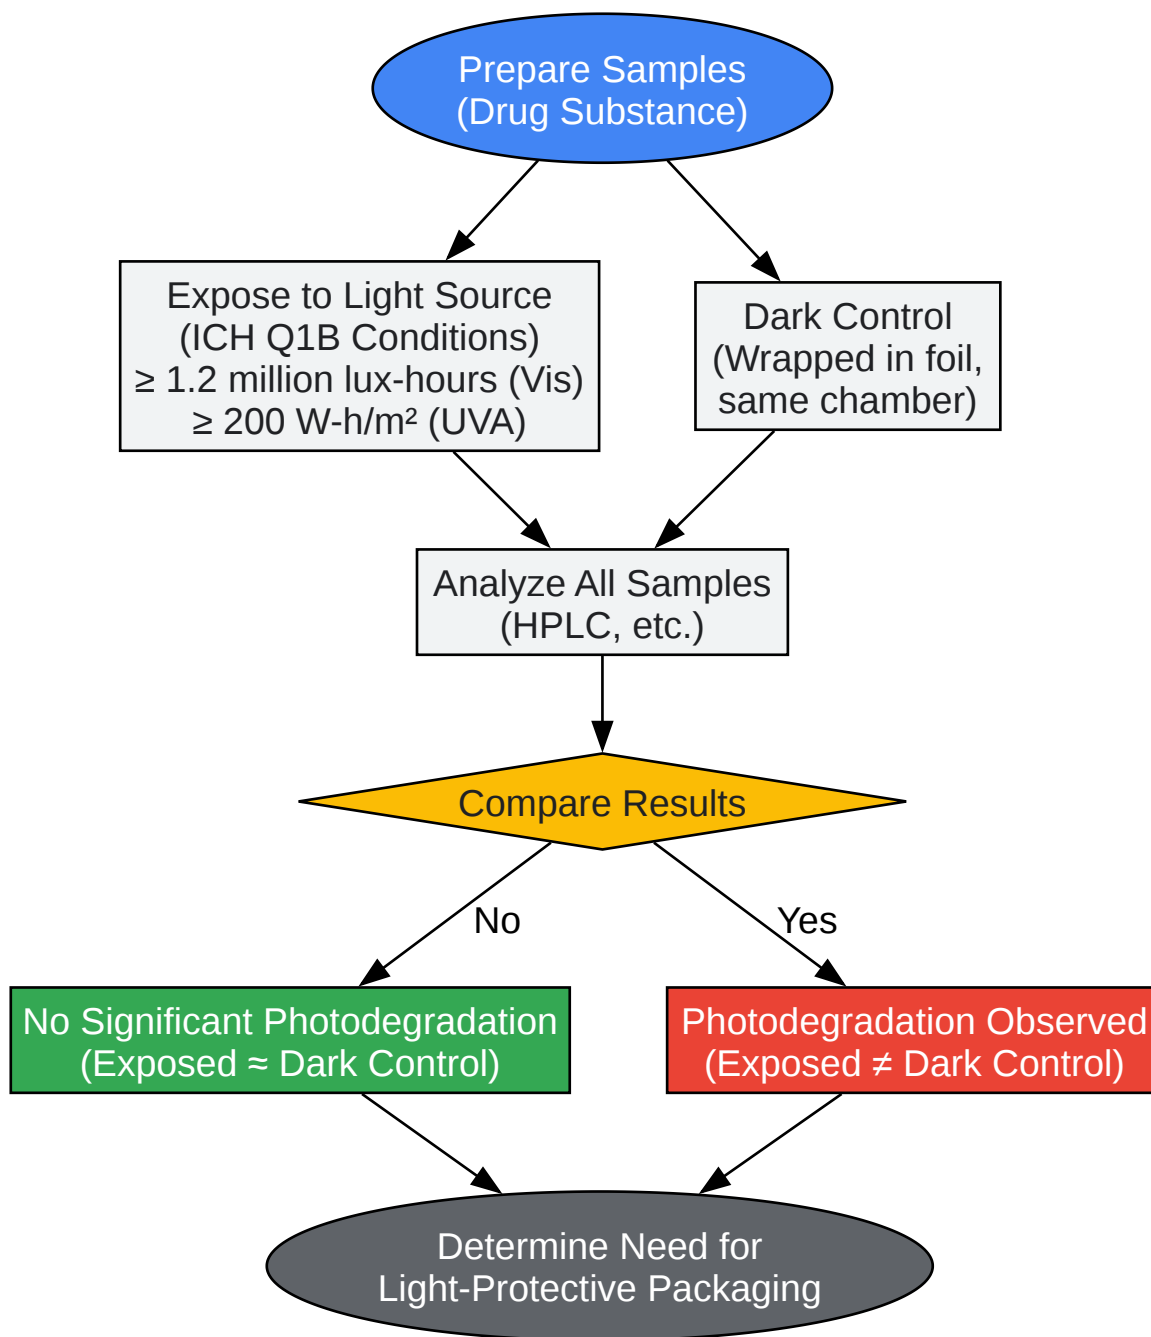 Prepare Samples
(Drug Substance)
Expose to Light Source
(ICH Q1B Conditions)
≥ 1.2 million lux-hours (Vis)
≥ 200 W-h/m² (UVA)
Dark Control
(Wrapped in foil,
same chamber)
Analyze All Samples
(HPLC, etc.)
Compare Results
No
Yes
No Significant Photodegradation
(Exposed ≈ Dark Control)
Photodegradation Observed
(Exposed ≠ Dark Control)
Determine Need for
Light-Protective Packaging